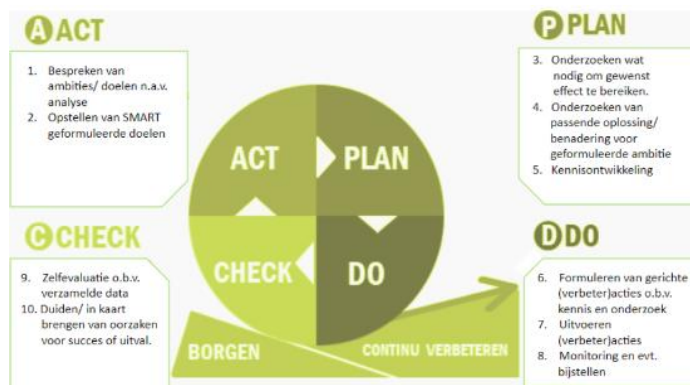 A ACT
1. Bespreken van
ambities/ doelen n.a.v.
analyse
2. Opstellen van SMART
geformuleerde doelen
P PLAN
3. Onderzoeken wat
nodig om gewenst
effect te bereiken.
4. Onderzoeken van
passende oplossing/
benadering voor
geformuleerde ambitie
5. Kennisontwikkeling
ACT
PLAN
CHECK
DO
C CHECK
9. Zelfevaluatie o.b.v.
verzamelde data
10. Duiden/ in kaart
brengen van oorzaken
voor succes of uitval.
D DO
6. Formuleren van gerichte
(verbeter)acties o.b.v.
kennis en onderzoek
7. Uitvoeren
(verbeter)acties
8. Monitoring en evt.
bijstellen
BORGEN
CONTINU VERBETEREN